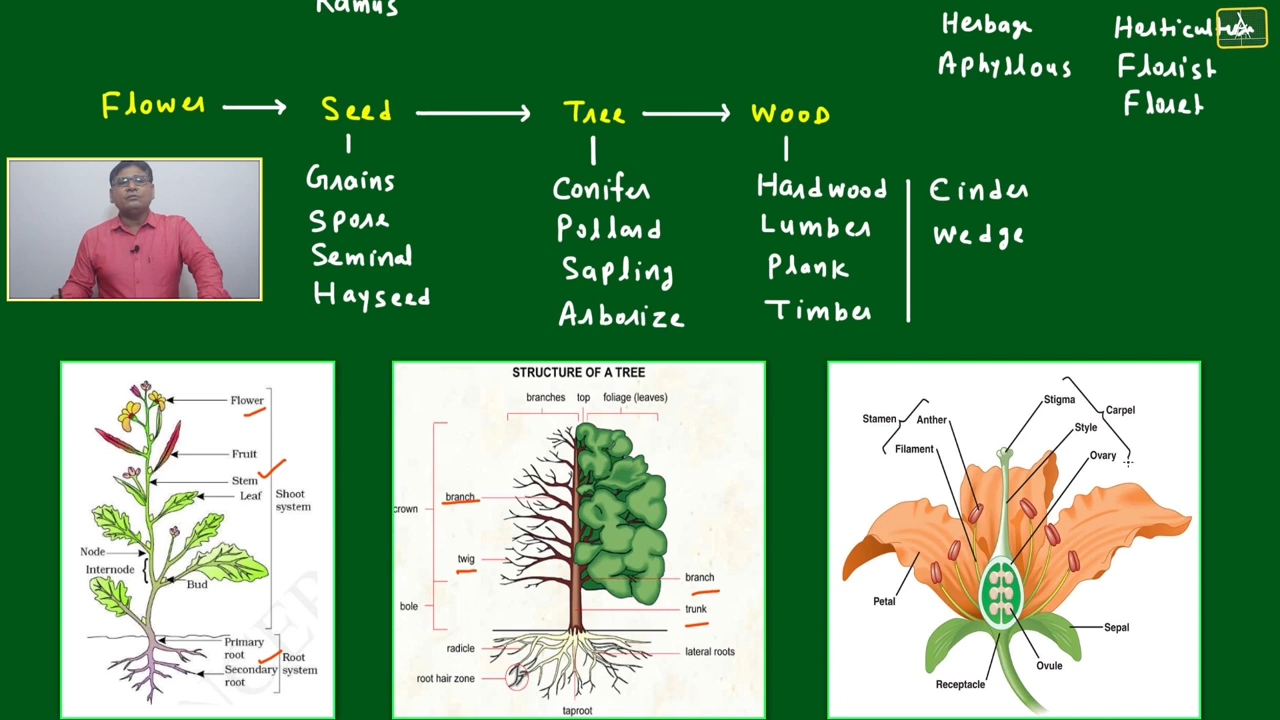 Ramus
Herbage Horticulture
Aphyllous Florist
Floret
Flower Seed Tree Wood
Grains Conifer Hardwood Cinder
Spore Pollard Lumber Wedge
Seminal Sapling Plank
Hayseed Arborize Timber
Flower
Fruit
Stem
Leaf
Shoot
system
Node
Internode
Bud
Primary
root
Secondary
root
Root
system
STRUCTURE OF A TREE
branches top foliage (leaves)
branch
crown
twig
branch
bole
trunk
radicle
lateral roots
root hair zone
taproot
Stigma
Carpel
Stamen Anther
Style
Filament
Ovary
Petal
Sepal
Ovule
Receptacle